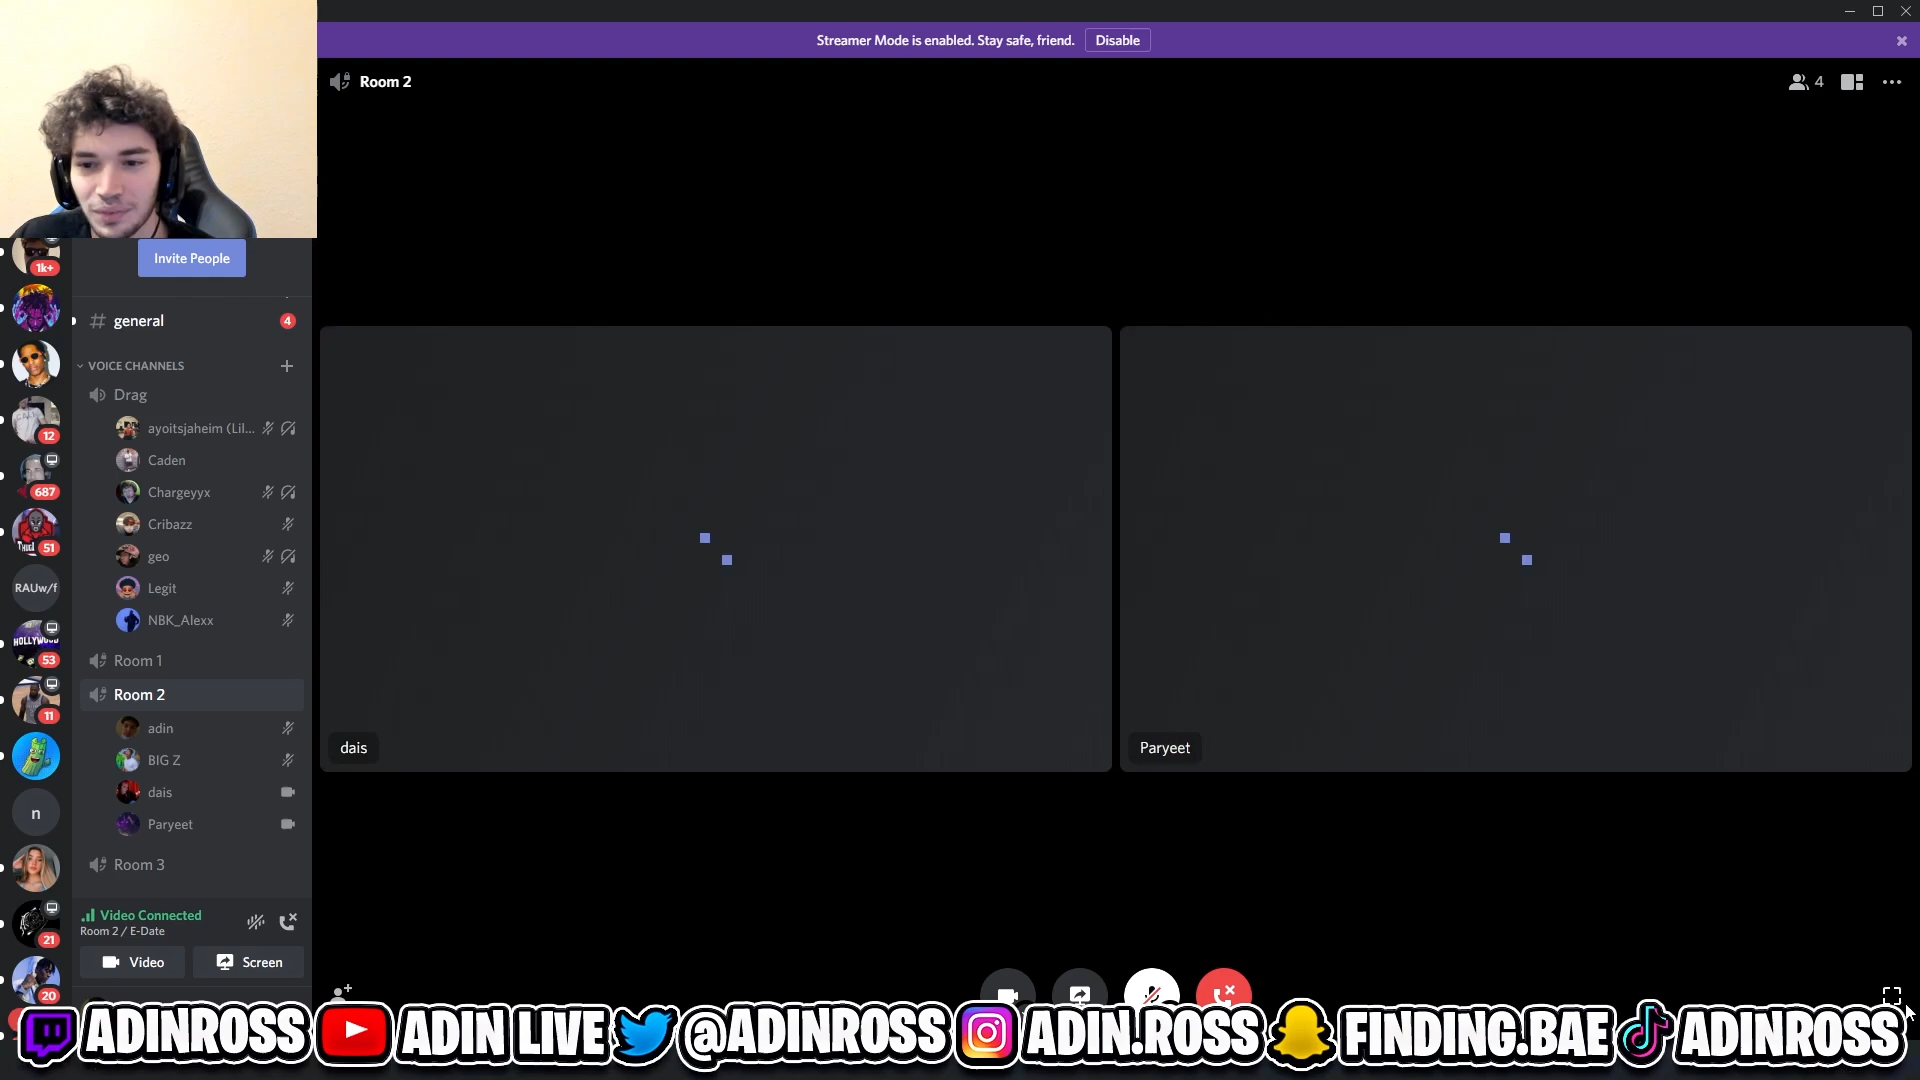 Streamer Mode is enabled. Stay safe, friend. Disable
Room 2
4
Invite People
1k+
general
4
VOICE CHANNELS
Drag
ayoitsjaheim (Lil...
12
Caden
687
Chargeyyx
Cribazz
51
geo
RAUw/f
Legit
NBK_Alexx
HOLLYWOOD
53
Room 1
Room 2
11
adin
BIG Z
dais
Paryeet
n
Room 3
dais
Paryeet
Video Connected
Room 2 / E-Date
21
Video
Screen
20
ADINROSS ADIN LIVE @ADINROSS ADIN.ROSS FINDING.BAE ADINROSS